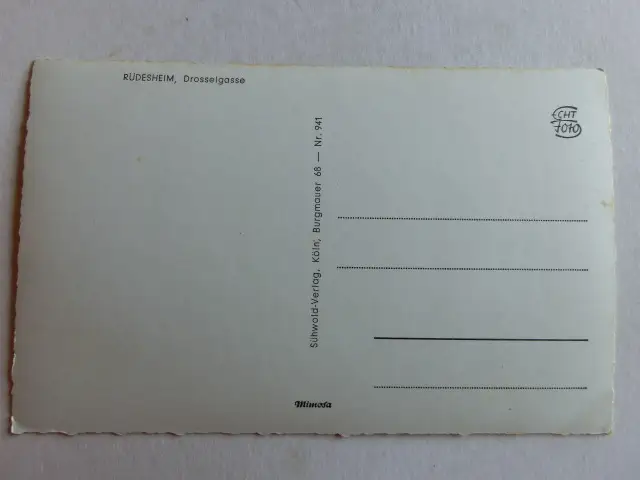 RÜDESHEIM, Drosselgasse
ECHT
FOTO
Sühwold-Verlag, Köln, Burgmauer 68 — Nr. 941
Mimosa